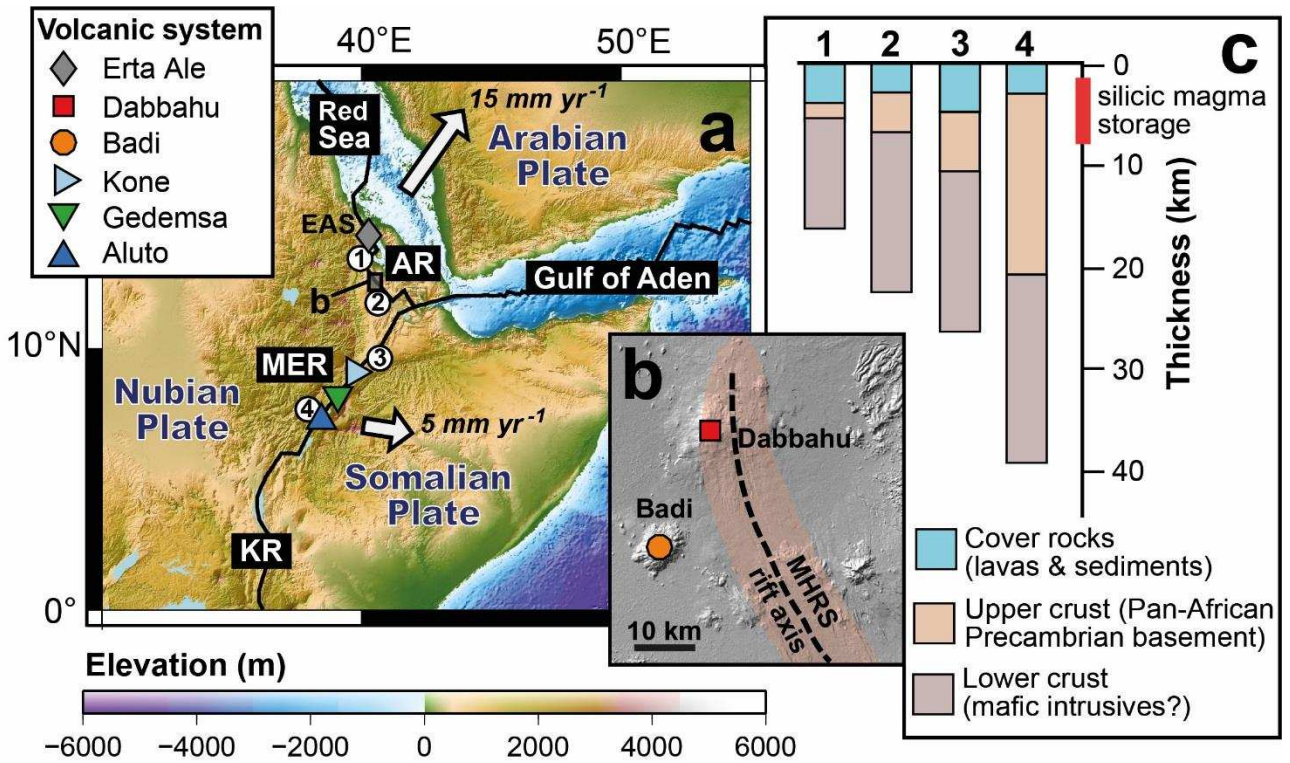 Volcanic system
Erta Ale
Dabbahu
Badi
Kone
Gedemsa
Aluto
40°E
50°E
10°N
0°
a
Red
Sea
15 mm yr-1
Arabian
Plate
EAS
1
AR
b
2
Gulf of Aden
MER
3
Nubian
Plate
4
5 mm yr-1
Somalian
Plate
KR
Elevation (m)
−6000
−4000
−2000
0
2000
4000
6000
b
Dabbahu
Badi
MHRS
rift axis
10 km
c
1
2
3
4
0
silicic magma
storage
10
20
30
40
Thickness (km)
Cover rocks
(lavas & sediments)
Upper crust (Pan-African
Precambrian basement)
Lower crust
(mafic intrusives?)